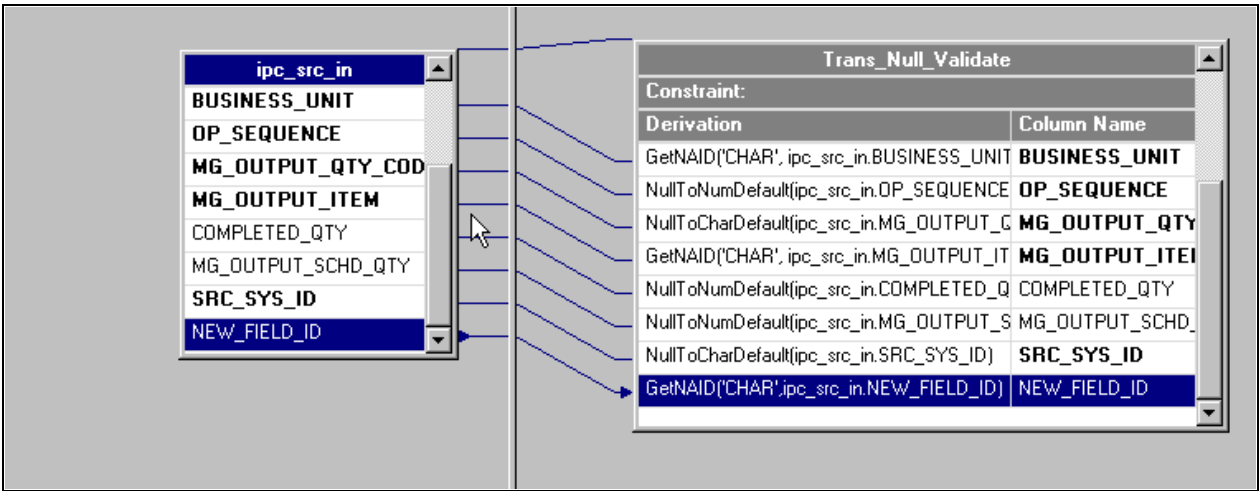 ipc_src_in
BUSINESS_UNIT
OP_SEQUENCE
MG_OUTPUT_QTY_COD
MG_OUTPUT_ITEM
COMPLETED_QTY
MG_OUTPUT_SCHD_QTY
SRC_SYS_ID
NEW_FIELD_ID
Trans_Null_Validate
Constraint:
Derivation Column Name
GetNAID('CHAR', ipc_src_in.BUSINESS_UNIT BUSINESS_UNIT
NullToNumDefault(ipc_src_in.OP_SEQUENCE OP_SEQUENCE
NullToCharDefault(ipc_src_in.MG_OUTPUT_Q MG_OUTPUT_QTY
GetNAID('CHAR', ipc_src_in.MG_OUTPUT_IT MG_OUTPUT_ITE
NullToNumDefault(ipc_src_in.COMPLETED_Q COMPLETED_QTY
NullToNumDefault(ipc_src_in.MG_OUTPUT_S MG_OUTPUT_SCHD_
NullToCharDefault(ipc_src_in.SRC_SYS_ID) SRC_SYS_ID
GetNAID('CHAR',ipc_src_in.NEW_FIELD_ID) NEW_FIELD_ID